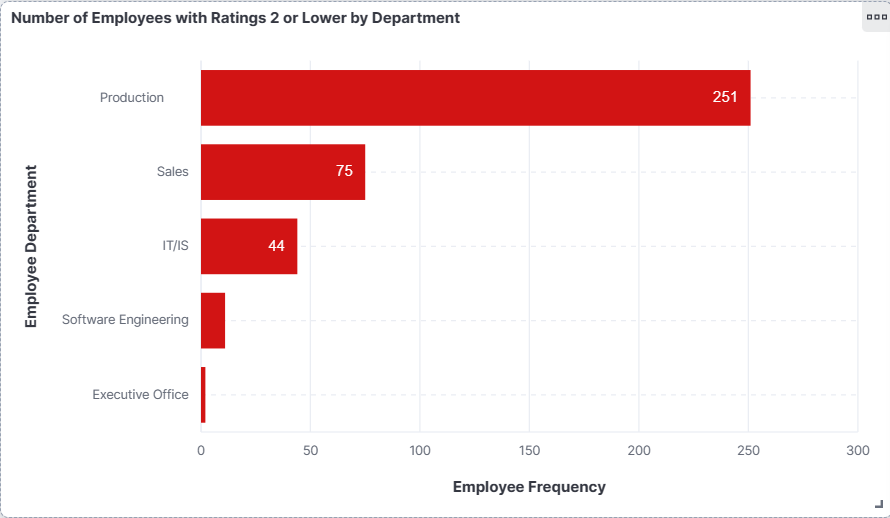 Number of Employees with Ratings 2 or Lower by Department
Production
251
Sales
75
IT/IS
44
Software Engineering
Executive Office
0 50 100 150 200 250 300
Employee Frequency
Employee Department